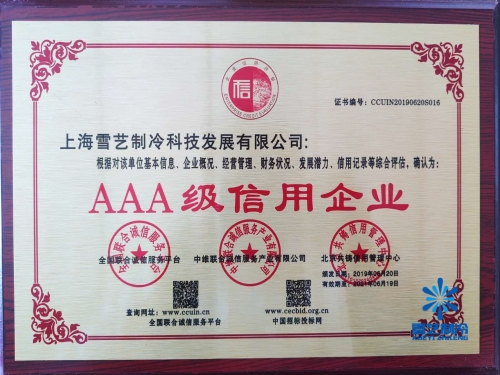 信
证书编号：CCUIN20190620S016
上海雪艺制冷科技发展有限公司：
根据对该单位基本信息、企业概况、经营管理、财务状况、发展潜力、信用记录等综合评估，确认为：
AAA级信用企业
全国联合诚信服务平台 中维联合诚信服务产业有限公司 北京共铸信用管理中心
颁发日期：2019年06月20日
有效期至：2021年06月19日
查询网址：www.ccuin.cn www.cecbid.org.cn
全国联合诚信服务平台 中国招标投标网